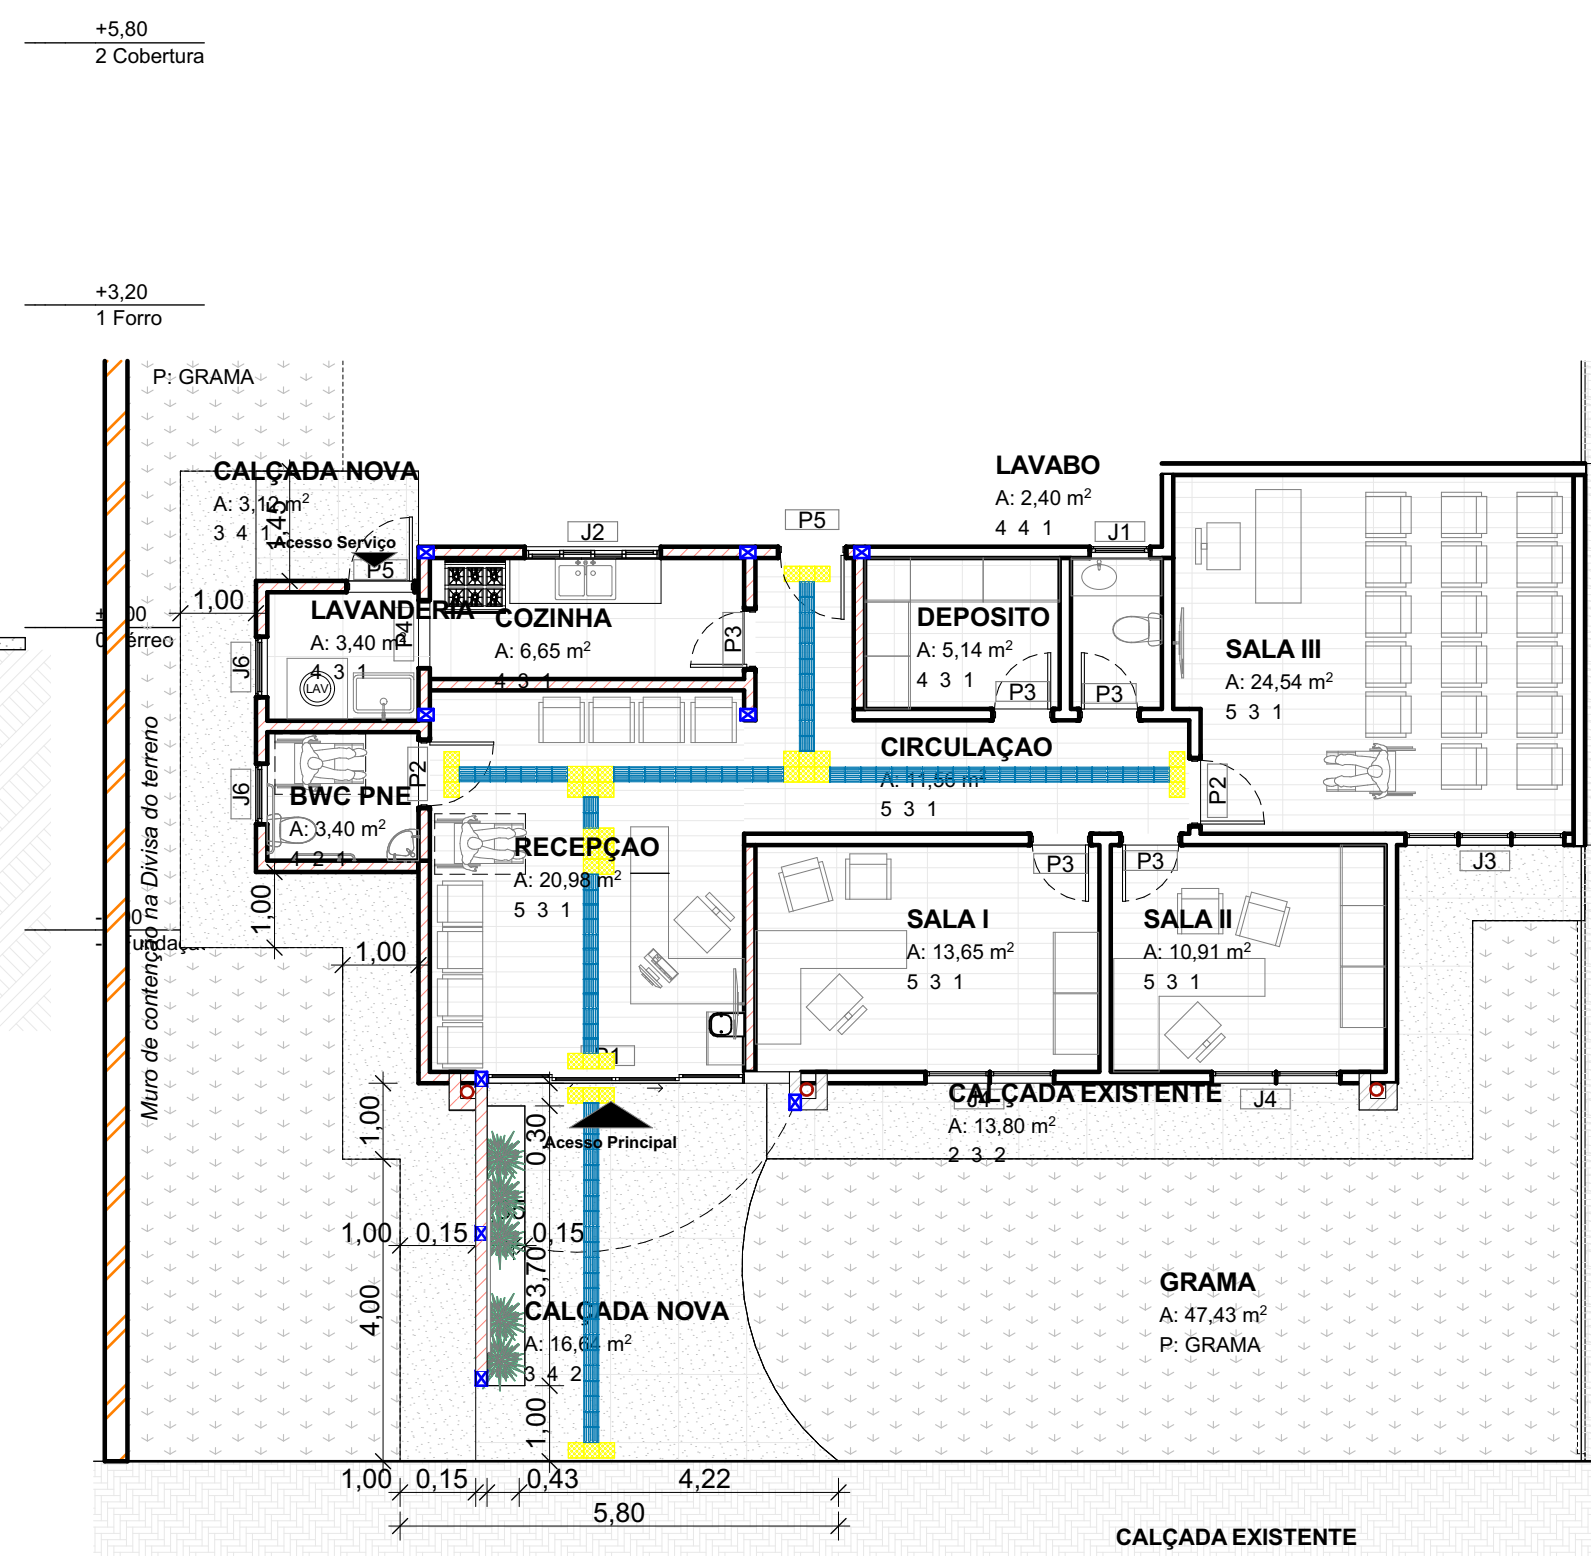 +5,80
2 Cobertura
+3,20
1 Forro
P: GRAMA
CALÇADA NOVA
A: 3,12 m²
3 4 1
1,45
Acesso Serviço
P5
1,00
LAVANDERIA
A: 3,40 m²
4 3 1
LAV
P4
J6
J2
COZINHA
A: 6,65 m²
4 3 1
P3
P5
LAVABO
A: 2,40 m²
4 4 1
J1
DEPOSITO
A: 5,14 m²
4 3 1
P3
P3
SALA III
A: 24,54 m²
5 3 1
CIRCULAÇAO
A: 11,56 m²
5 3 1
P2
J6
BWC PNE
A: 3,40 m²
4 2 1
P2
RECEPÇAO
A: 20,98 m²
5 3 1
P3
P3
J3
SALA I
A: 13,65 m²
5 3 1
SALA II
A: 10,91 m²
5 3 1
Muro de contenção na Divisa do terreno
1,00
1,00
J4
J4
CALÇADA EXISTENTE
A: 13,80 m²
2 3 2
1,00
0,30
Acesso Principal
1,00
0,15
0,15
3,70
4,00
CALÇADA NOVA
A: 16,64 m²
3 4 2
GRAMA
A: 47,43 m²
P: GRAMA
1,00
1,00
0,15
0,43
4,22
5,80
CALÇADA EXISTENTE